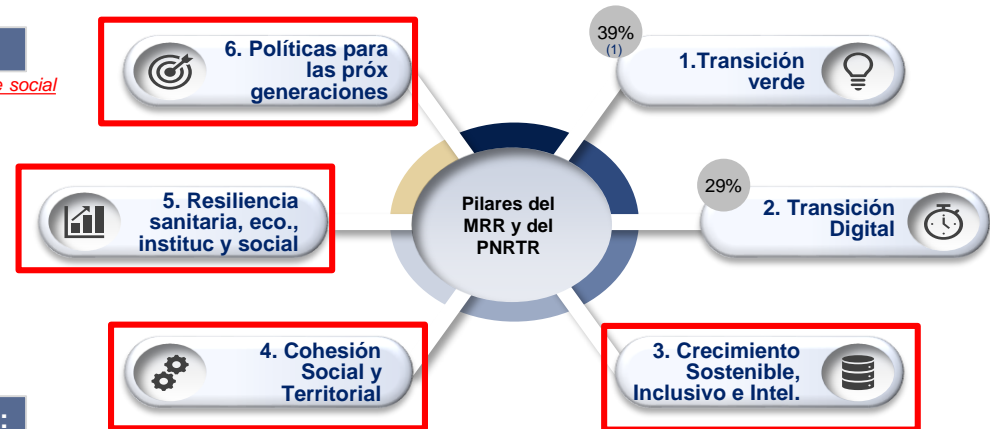 e social
6. Políticas para
las próx
generaciones
39%
(1)
1.Transición
verde
5. Resiliencia
sanitaria, eco.,
instituc y social
Pilares del
MRR y del
PNRTR
29%
2. Transición
Digital
4. Cohesión
Social y
Territorial
3. Crecimiento
Sostenible,
Inclusivo e Intel.
: